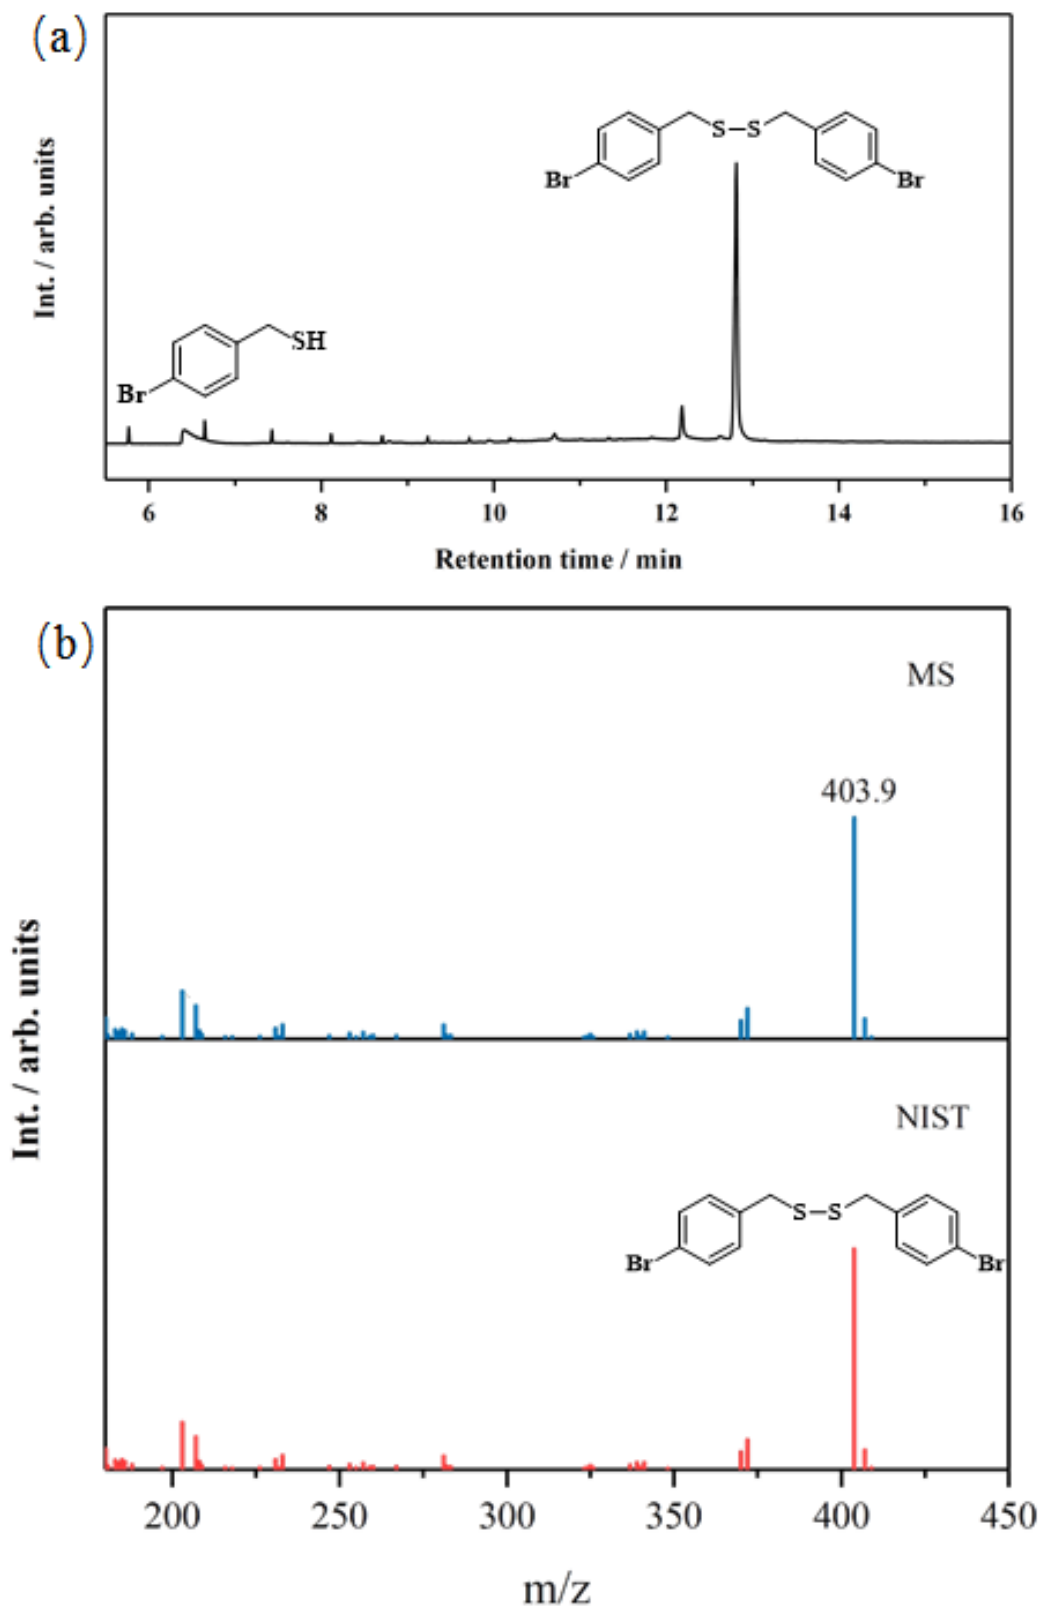 (a)
Int. / arb. units
S-S
Br
Br
SH
Br
6 8 10 12 14 16
Retention time / min
(b)
MS
403.9
Int. / arb. units
NIST
S-S
Br
Br
200 250 300 350 400 450
m/z